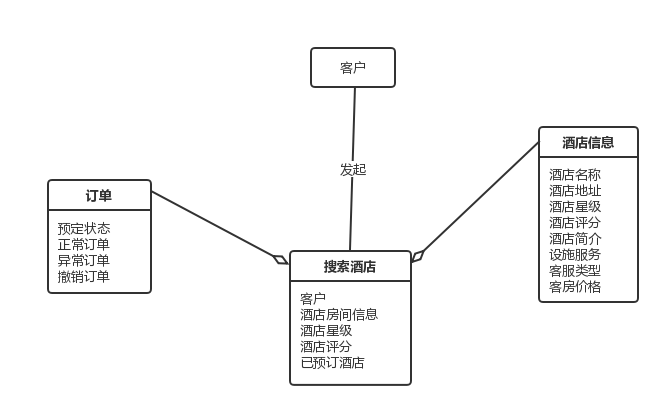 客户
发起
酒店信息
酒店名称
酒店地址
酒店星级
酒店评分
酒店简介
设施服务
客服类型
客房价格
订单
预定状态
正常订单
异常订单
撤销订单
搜索酒店
客户
酒店房间信息
酒店星级
酒店评分
已预订酒店